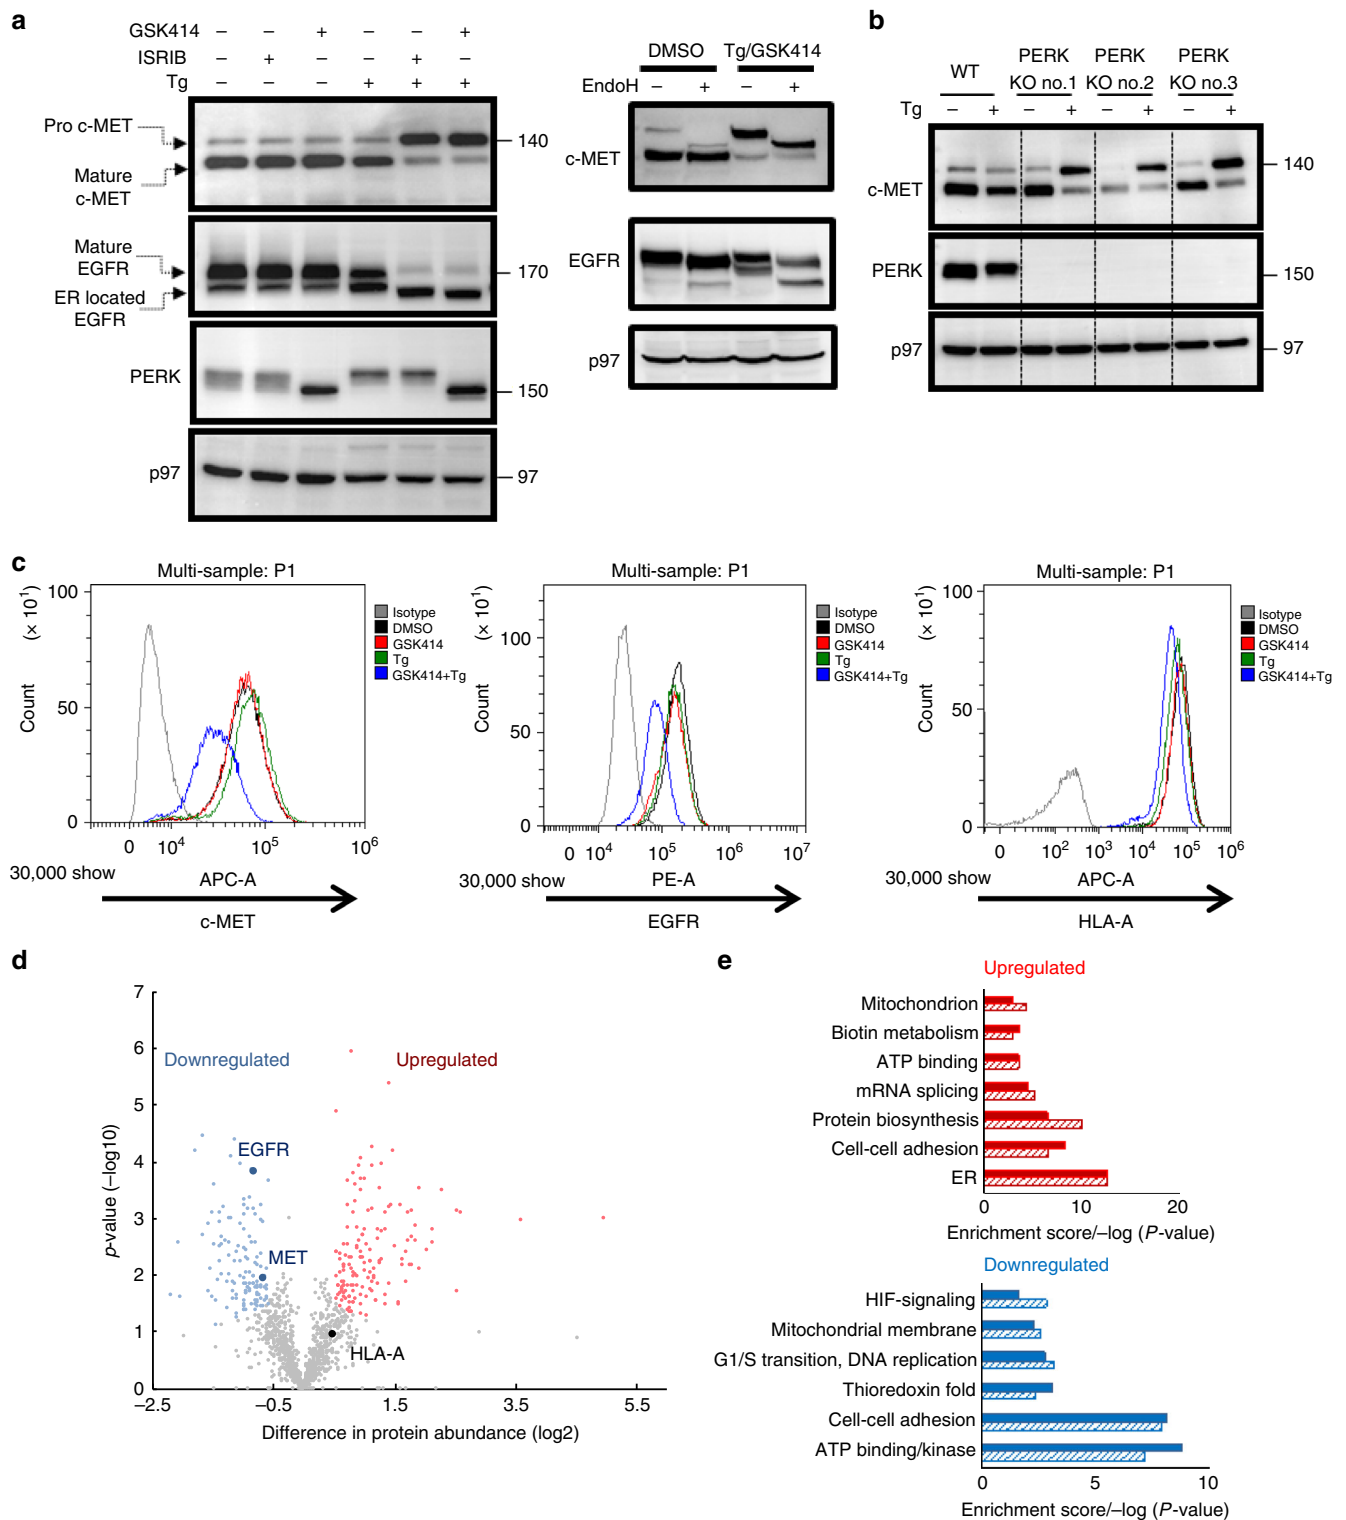 a
GSK414 – – + – – +
ISRIB – + – – + –
Tg – – – + + +
Pro c-MET
Mature
c-MET
140
Mature
EGFR
ER located
EGFR
170
PERK
150
p97
97
DMSO Tg/GSK414
EndoH – + – +
c-MET
EGFR
p97
b
WT
PERK
KO no.1
PERK
KO no.2
PERK
KO no.3
Tg – + – + – + – +
c-MET
140
PERK
150
p97
97
c
Multi-sample: P1
(× 10¹)
Count
100
50
0
0 10⁴ 10⁵ 10⁶
Isotype
DMSO
GSK414
Tg
GSK414+Tg
30,000 show
APC-A
c-MET
Multi-sample: P1
(× 10¹)
Count
100
50
0
0 10⁴ 10⁵ 10⁶ 10⁷
Isotype
DMSO
GSK414
Tg
GSK414+Tg
30,000 show
PE-A
EGFR
Multi-sample: P1
(× 10¹)
Count
100
50
0
0 10² 10³ 10⁴ 10⁵ 10⁶
Isotype
DMSO
GSK414
Tg
GSK414+Tg
30,000 show
APC-A
HLA-A
d
p-value (–log10)
7
6
5
4
3
2
1
0
Downregulated
Upregulated
EGFR
MET
HLA-A
–2.5 –0.5 1.5 3.5 5.5
Difference in protein abundance (log2)
e
Upregulated
Mitochondrion
Biotin metabolism
ATP binding
mRNA splicing
Protein biosynthesis
Cell-cell adhesion
ER
0 10 20
Enrichment score/–log (P-value)
Downregulated
HIF-signaling
Mitochondrial membrane
G1/S transition, DNA replication
Thioredoxin fold
Cell-cell adhesion
ATP binding/kinase
0 5 10
Enrichment score/–log (P-value)